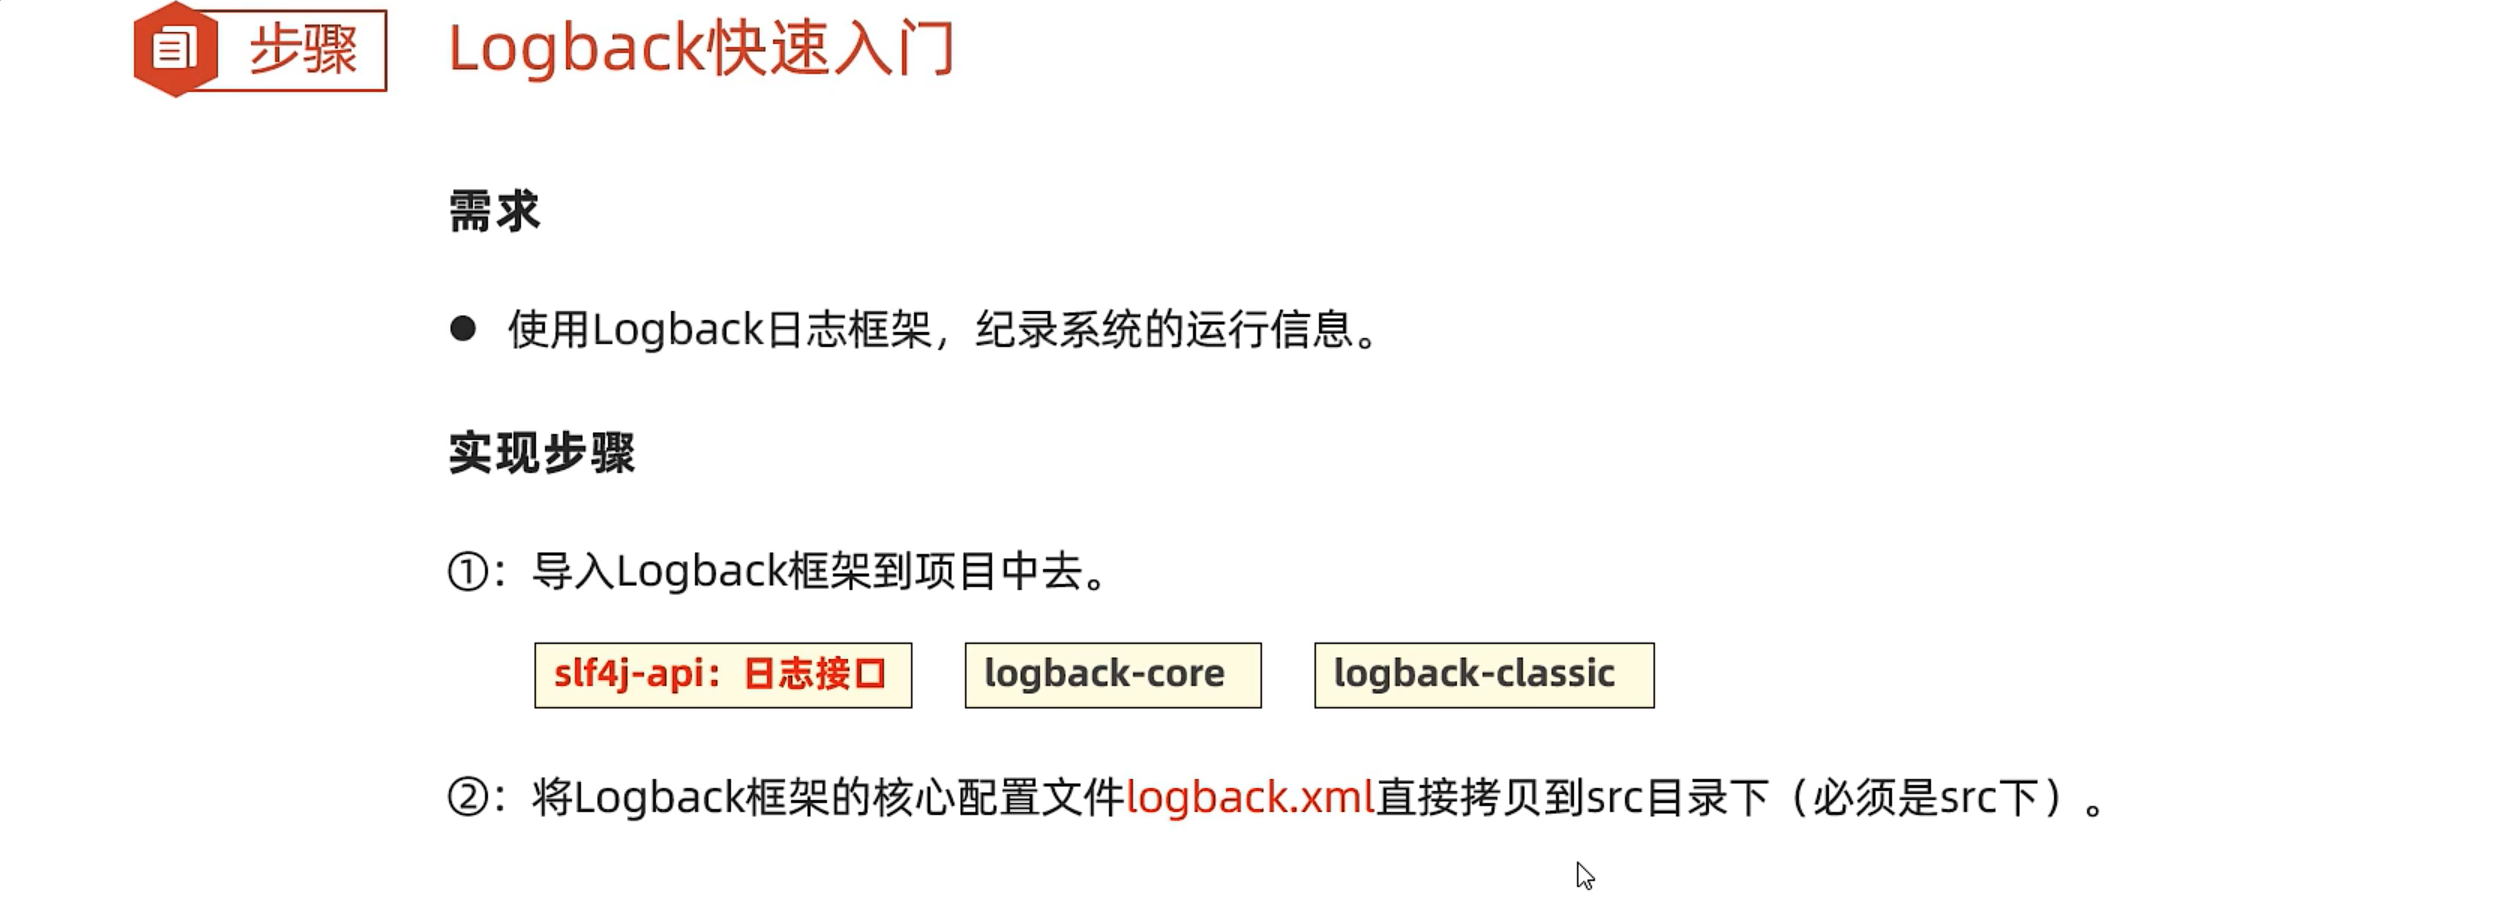 步骤
Logback快速入门
需求
● 使用Logback日志框架，纪录系统的运行信息。
实现步骤
①：导入Logback框架到项目中去。
slf4j-api：日志接口
logback-core
logback-classic
②：将Logback框架的核心配置文件logback.xml直接拷贝到src目录下（必须是src下）。